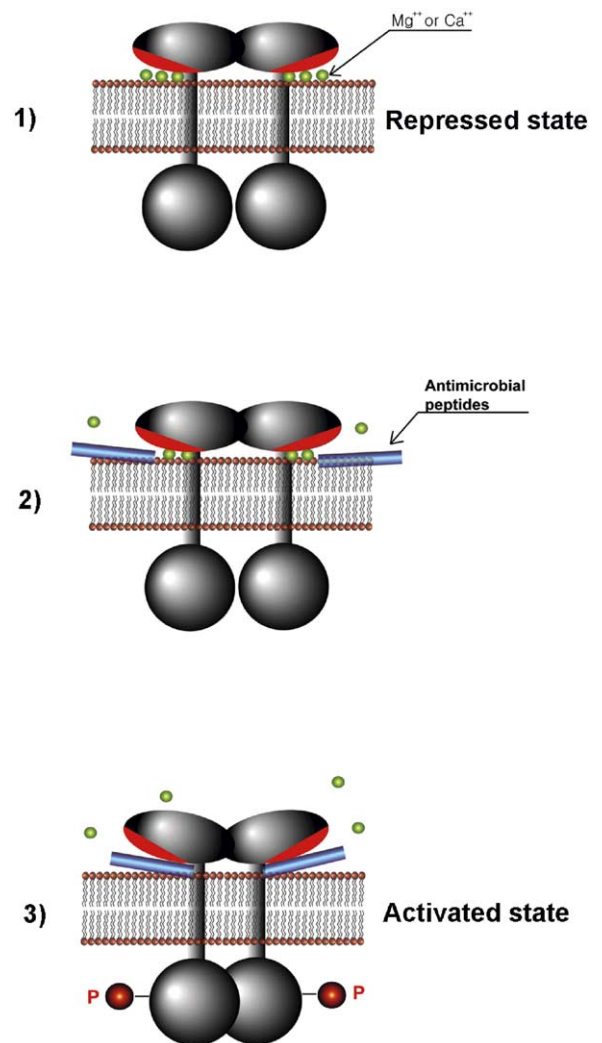 Mg++ or Ca++
1)
Repressed state
Antimicrobial
peptides
2)
3)
Activated state
P
P